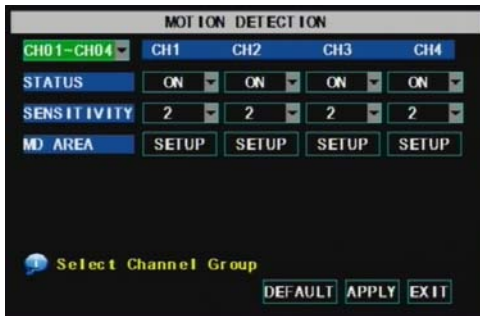 MOTION DETECTION
CH01-CH04 CH1 CH2 CH3 CH4
STATUS ON ON ON ON
SENSITIVITY 2 2 2 2
MD AREA SETUP SETUP SETUP SETUP
Select Channel Group
DEFAULT APPLY EXIT